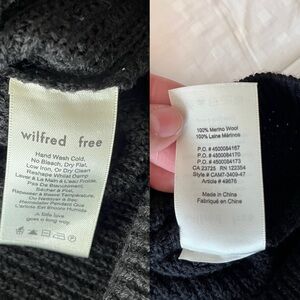 wilfred free
Hand Wash Cold,
No Bleach, Dry Flat,
Low Iron, Or Dry Clean
Reshape Whilst Damp
Laver À La Main À L'eau Froide,
Pas De Blanchiment,
Sécher À Plat,
Repasser À Basse Température,
Ou Nettoyer À Sec
Remodeler Pendant Que
L'article Est Encore Humide
A little love
goes a long way
100% Merino Wool
100% Laine Mérinos
P.O. # 4500084167
P.O. # 4500084170
P.O. # 4500084173
CA 23725 RN 122354
Style # CAM7-3409-47
Article # 49676
Made in China
Fabriqué en Chine